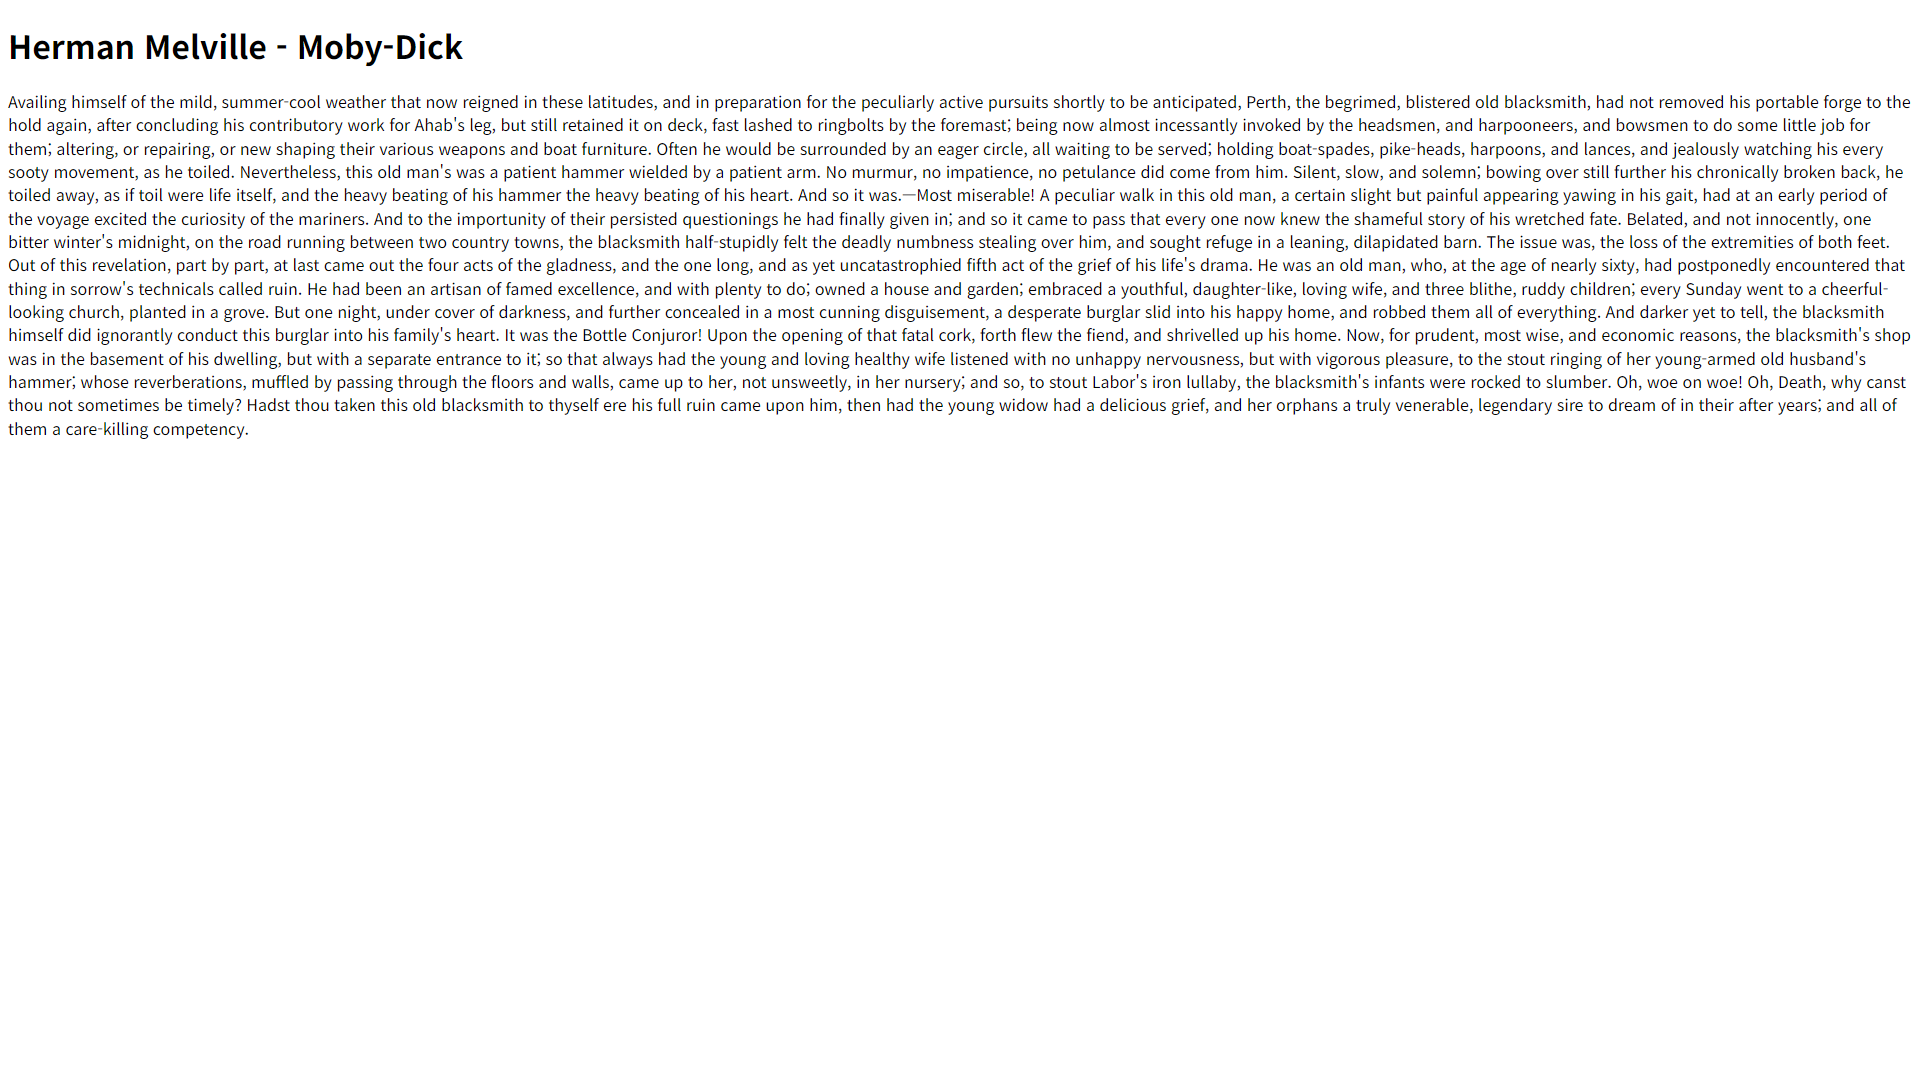 Herman Melville - Moby-Dick
Availing himself of the mild, summer-cool weather that now reigned in these latitudes, and in preparation for the peculiarly active pursuits shortly to be anticipated, Perth, the begrimed, blistered old blacksmith, had not removed his portable forge to the
hold again, after concluding his contributory work for Ahab's leg, but still retained it on deck, fast lashed to ringbolts by the foremast; being now almost incessantly invoked by the headsmen, and harpooneers, and bowsmen to do some little job for
them; altering, or repairing, or new shaping their various weapons and boat furniture. Often he would be surrounded by an eager circle, all waiting to be served; holding boat-spades, pike-heads, harpoons, and lances, and jealously watching his every
sooty movement, as he toiled. Nevertheless, this old man's was a patient hammer wielded by a patient arm. No murmur, no impatience, no petulance did come from him. Silent, slow, and solemn; bowing over still further his chronically broken back, he
toiled away, as if toil were life itself, and the heavy beating of his hammer the heavy beating of his heart. And so it was.—Most miserable! A peculiar walk in this old man, a certain slight but painful appearing yawing in his gait, had at an early period of
the voyage excited the curiosity of the mariners. And to the importunity of their persisted questionings he had finally given in; and so it came to pass that every one now knew the shameful story of his wretched fate. Belated, and not innocently, one
bitter winter's midnight, on the road running between two country towns, the blacksmith half-stupidly felt the deadly numbness stealing over him, and sought refuge in a leaning, dilapidated barn. The issue was, the loss of the extremities of both feet.
Out of this revelation, part by part, at last came out the four acts of the gladness, and the one long, and as yet uncatastrophied fifth act of the grief of his life's drama. He was an old man, who, at the age of nearly sixty, had postponedly encountered that
thing in sorrow's technicals called ruin. He had been an artisan of famed excellence, and with plenty to do; owned a house and garden; embraced a youthful, daughter-like, loving wife, and three blithe, ruddy children; every Sunday went to a cheerful-
looking church, planted in a grove. But one night, under cover of darkness, and further concealed in a most cunning disguisement, a desperate burglar slid into his happy home, and robbed them all of everything. And darker yet to tell, the blacksmith
himself did ignorantly conduct this burglar into his family's heart. It was the Bottle Conjuror! Upon the opening of that fatal cork, forth flew the fiend, and shrivelled up his home. Now, for prudent, most wise, and economic reasons, the blacksmith's shop
was in the basement of his dwelling, but with a separate entrance to it; so that always had the young and loving healthy wife listened with no unhappy nervousness, but with vigorous pleasure, to the stout ringing of her young-armed old husband's
hammer; whose reverberations, muffled by passing through the floors and walls, came up to her, not unsweetly, in her nursery; and so, to stout Labor's iron lullaby, the blacksmith's infants were rocked to slumber. Oh, woe on woe! Oh, Death, why canst
thou not sometimes be timely? Hadst thou taken this old blacksmith to thyself ere his full ruin came upon him, then had the young widow had a delicious grief, and her orphans a truly venerable, legendary sire to dream of in their after years; and all of
them a care-killing competency.